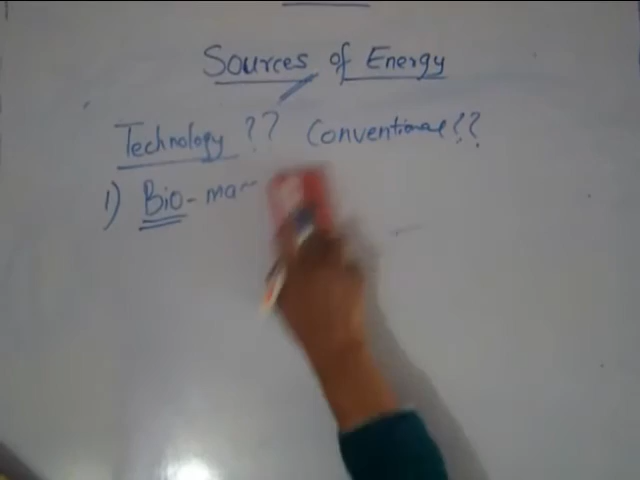 Sources of Energy
Technology ?? Conventional ??
1) Bio-ma